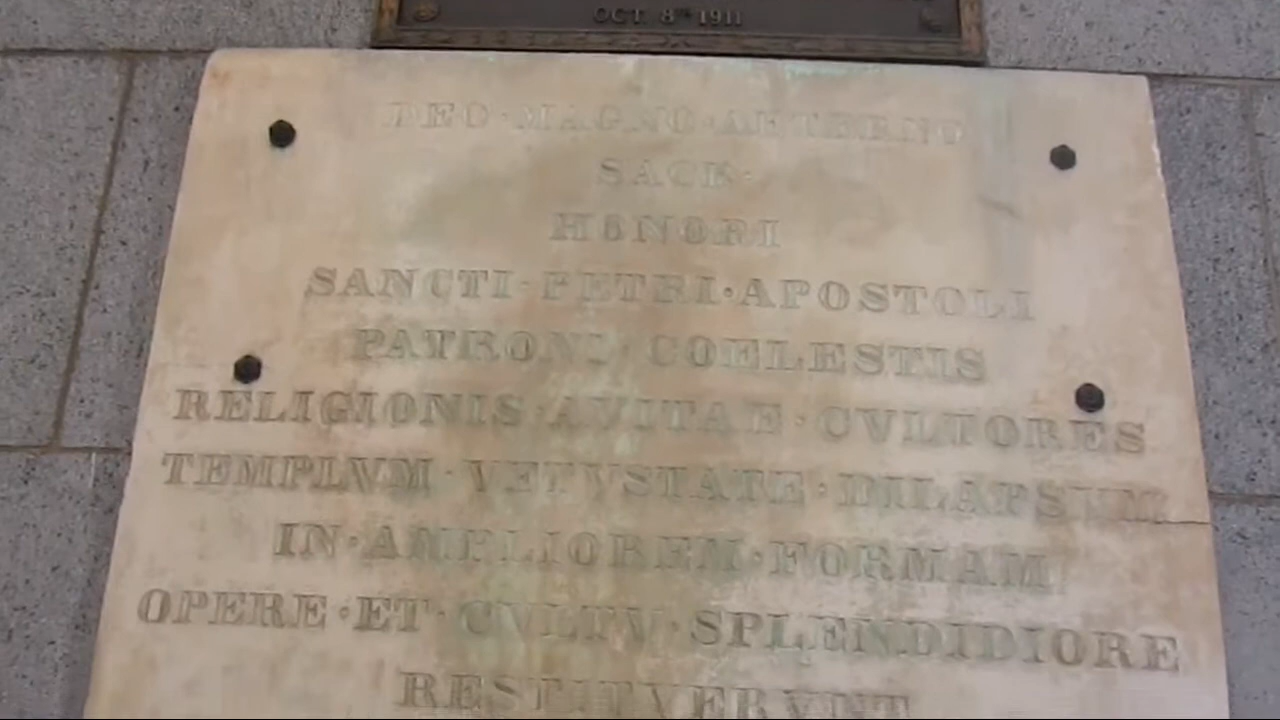 OCT. 8TH 1911
DEO · MAGNO · AETERNO
SACR ·
HONORI
SANCTI · PETRI · APOSTOLI
PATRONI COELESTIS
RELIGIONIS · AVITAE · CVLTORES
TEMPLVM · VETVSTATE · DILAPSUM
IN · AMPLIOREM · FORMAM
OPERE · ET · CVLTV · SPLENDIDIORE
RESTITVERVNT